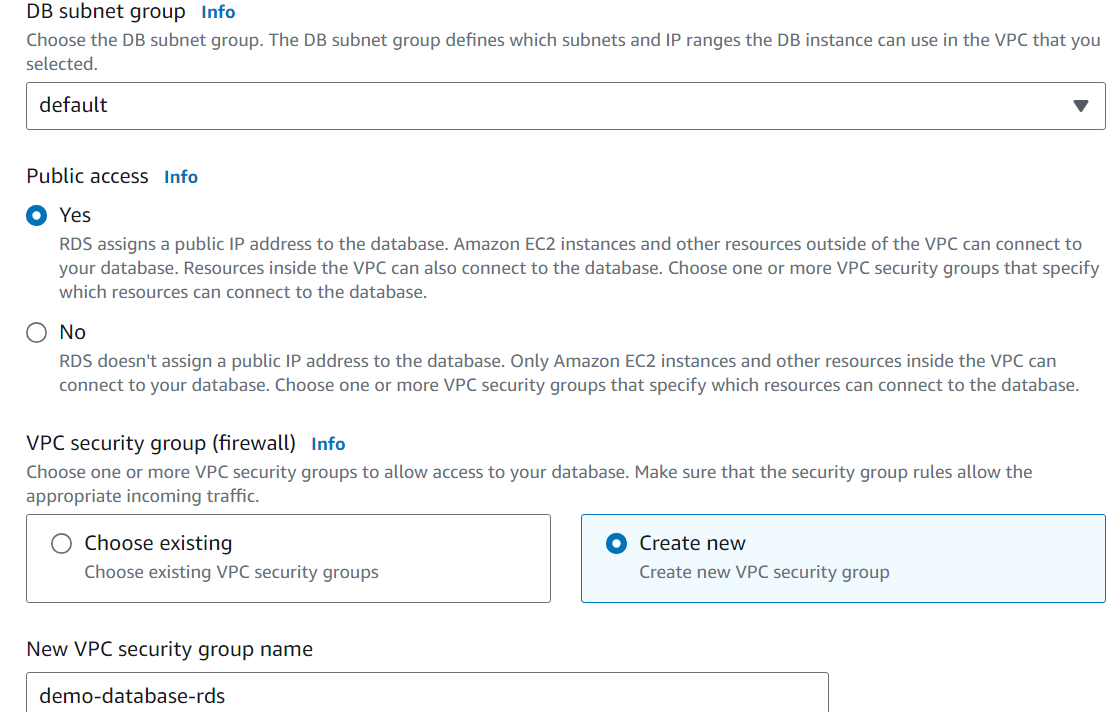 DB subnet group Info
Choose the DB subnet group. The DB subnet group defines which subnets and IP ranges the DB instance can use in the VPC that you
selected.
default
Public access Info
Yes
RDS assigns a public IP address to the database. Amazon EC2 instances and other resources outside of the VPC can connect to
your database. Resources inside the VPC can also connect to the database. Choose one or more VPC security groups that specify
which resources can connect to the database.
No
RDS doesn't assign a public IP address to the database. Only Amazon EC2 instances and other resources inside the VPC can
connect to your database. Choose one or more VPC security groups that specify which resources can connect to the database.
VPC security group (firewall) Info
Choose one or more VPC security groups to allow access to your database. Make sure that the security group rules allow the
appropriate incoming traffic.
Choose existing
Choose existing VPC security groups
Create new
Create new VPC security group
New VPC security group name
demo-database-rds